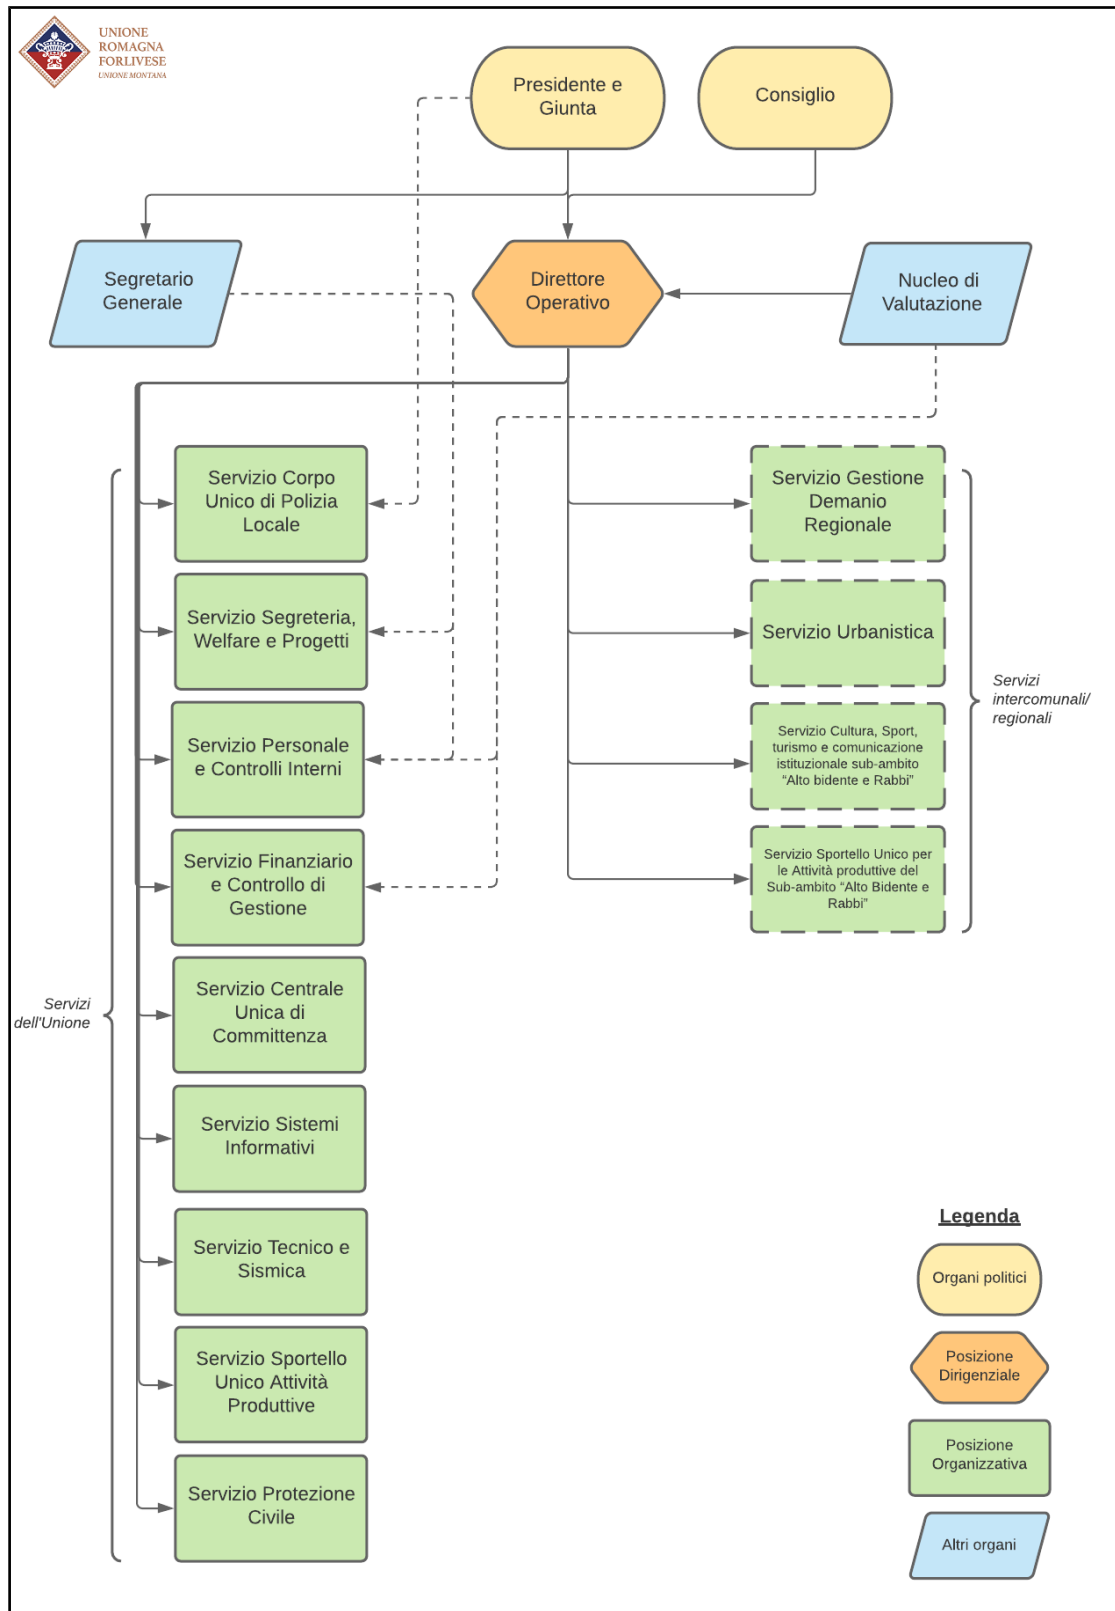 UNIONE
ROMAGNA
FORLIVESE
UNIONE MONTANA
Presidente e
Giunta
Consiglio
Segretario
Generale
Direttore
Operativo
Nucleo di
Valutazione
Servizio Corpo
Unico di Polizia
Locale
Servizio Segreteria,
Welfare e Progetti
Servizio Personale
e Controlli Interni
Servizio Finanziario
e Controllo di
Gestione
Servizio Centrale
Unica di
Committenza
Servizio Sistemi
Informativi
Servizio Tecnico e
Sismica
Servizio Sportello
Unico Attività
Produttive
Servizio Protezione
Civile
Servizi
dell'Unione
Servizio Gestione
Demanio
Regionale
Servizio Urbanistica
Servizio Cultura, Sport,
turismo e comunicazione
istituzionale sub-ambito
“Alto bidente e Rabbi”
Servizio Sportello Unico per
le Attività produttive del
Sub-ambito “Alto Bidente e
Rabbi”
Servizi
intercomunali/
regionali
Legenda
Organi politici
Posizione
Dirigenziale
Posizione
Organizzativa
Altri organi